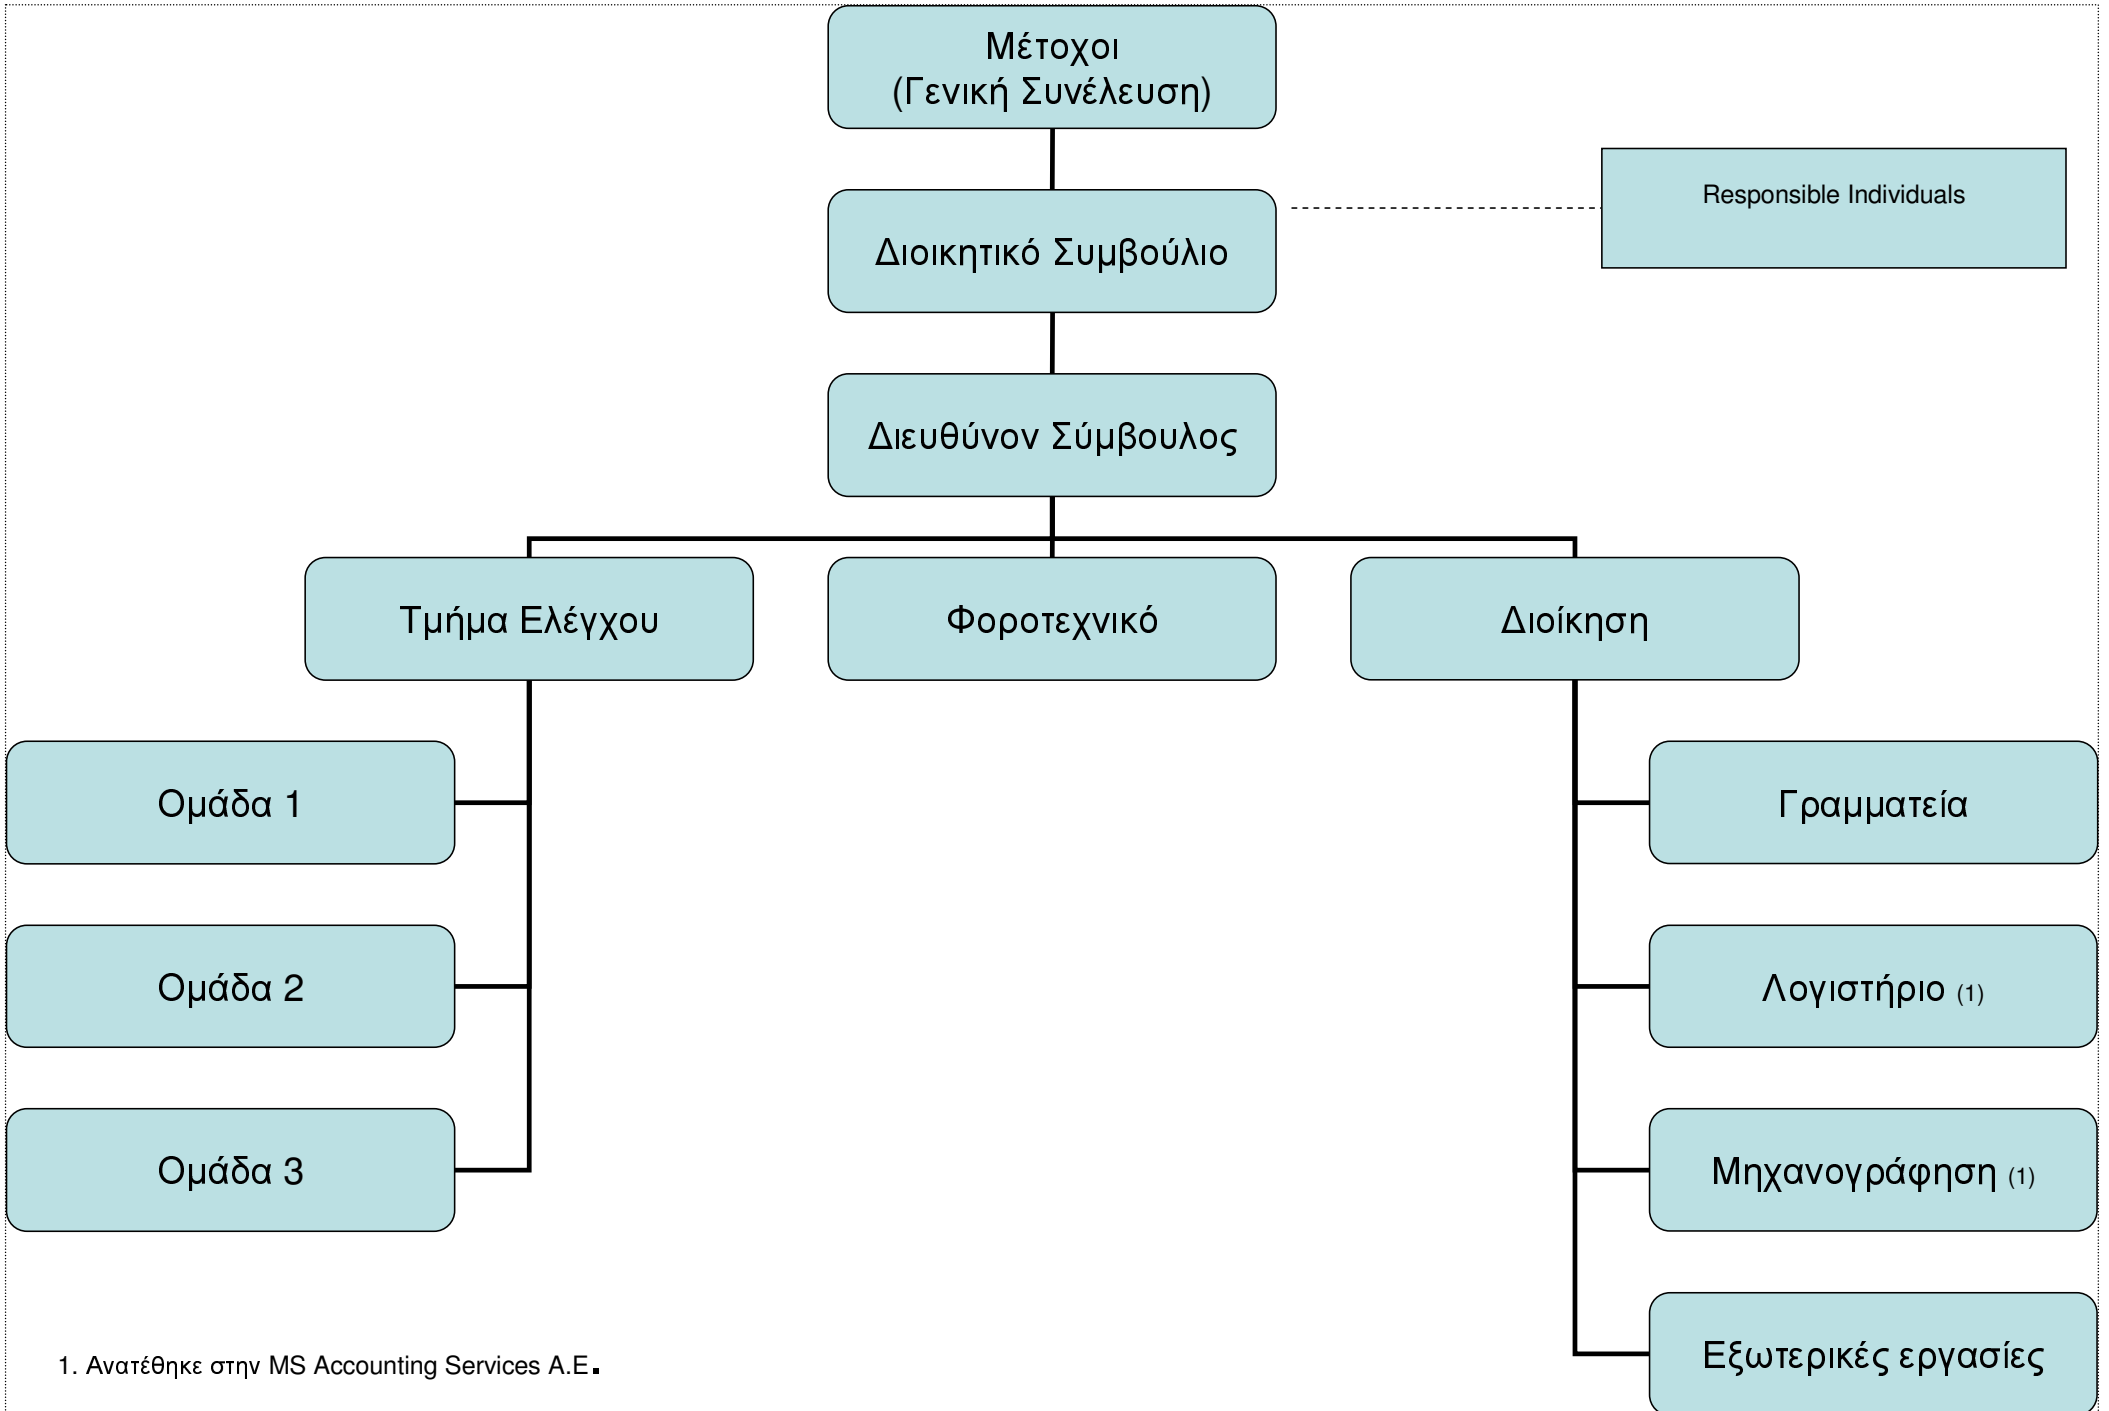 Μέτοχοι
(Γενική Συνέλευση)
Responsible Individuals
Διοικητικό Συμβούλιο
Διευθύνον Σύμβουλος
Τμήμα Ελέγχου
Φοροτεχνικό
Διοίκηση
Ομάδα 1
Γραμματεία
Ομάδα 2
Λογιστήριο (1)
Ομάδα 3
Μηχανογράφηση (1)
Εξωτερικές εργασίες
1. Ανατέθηκε στην MS Accounting Services A.E.